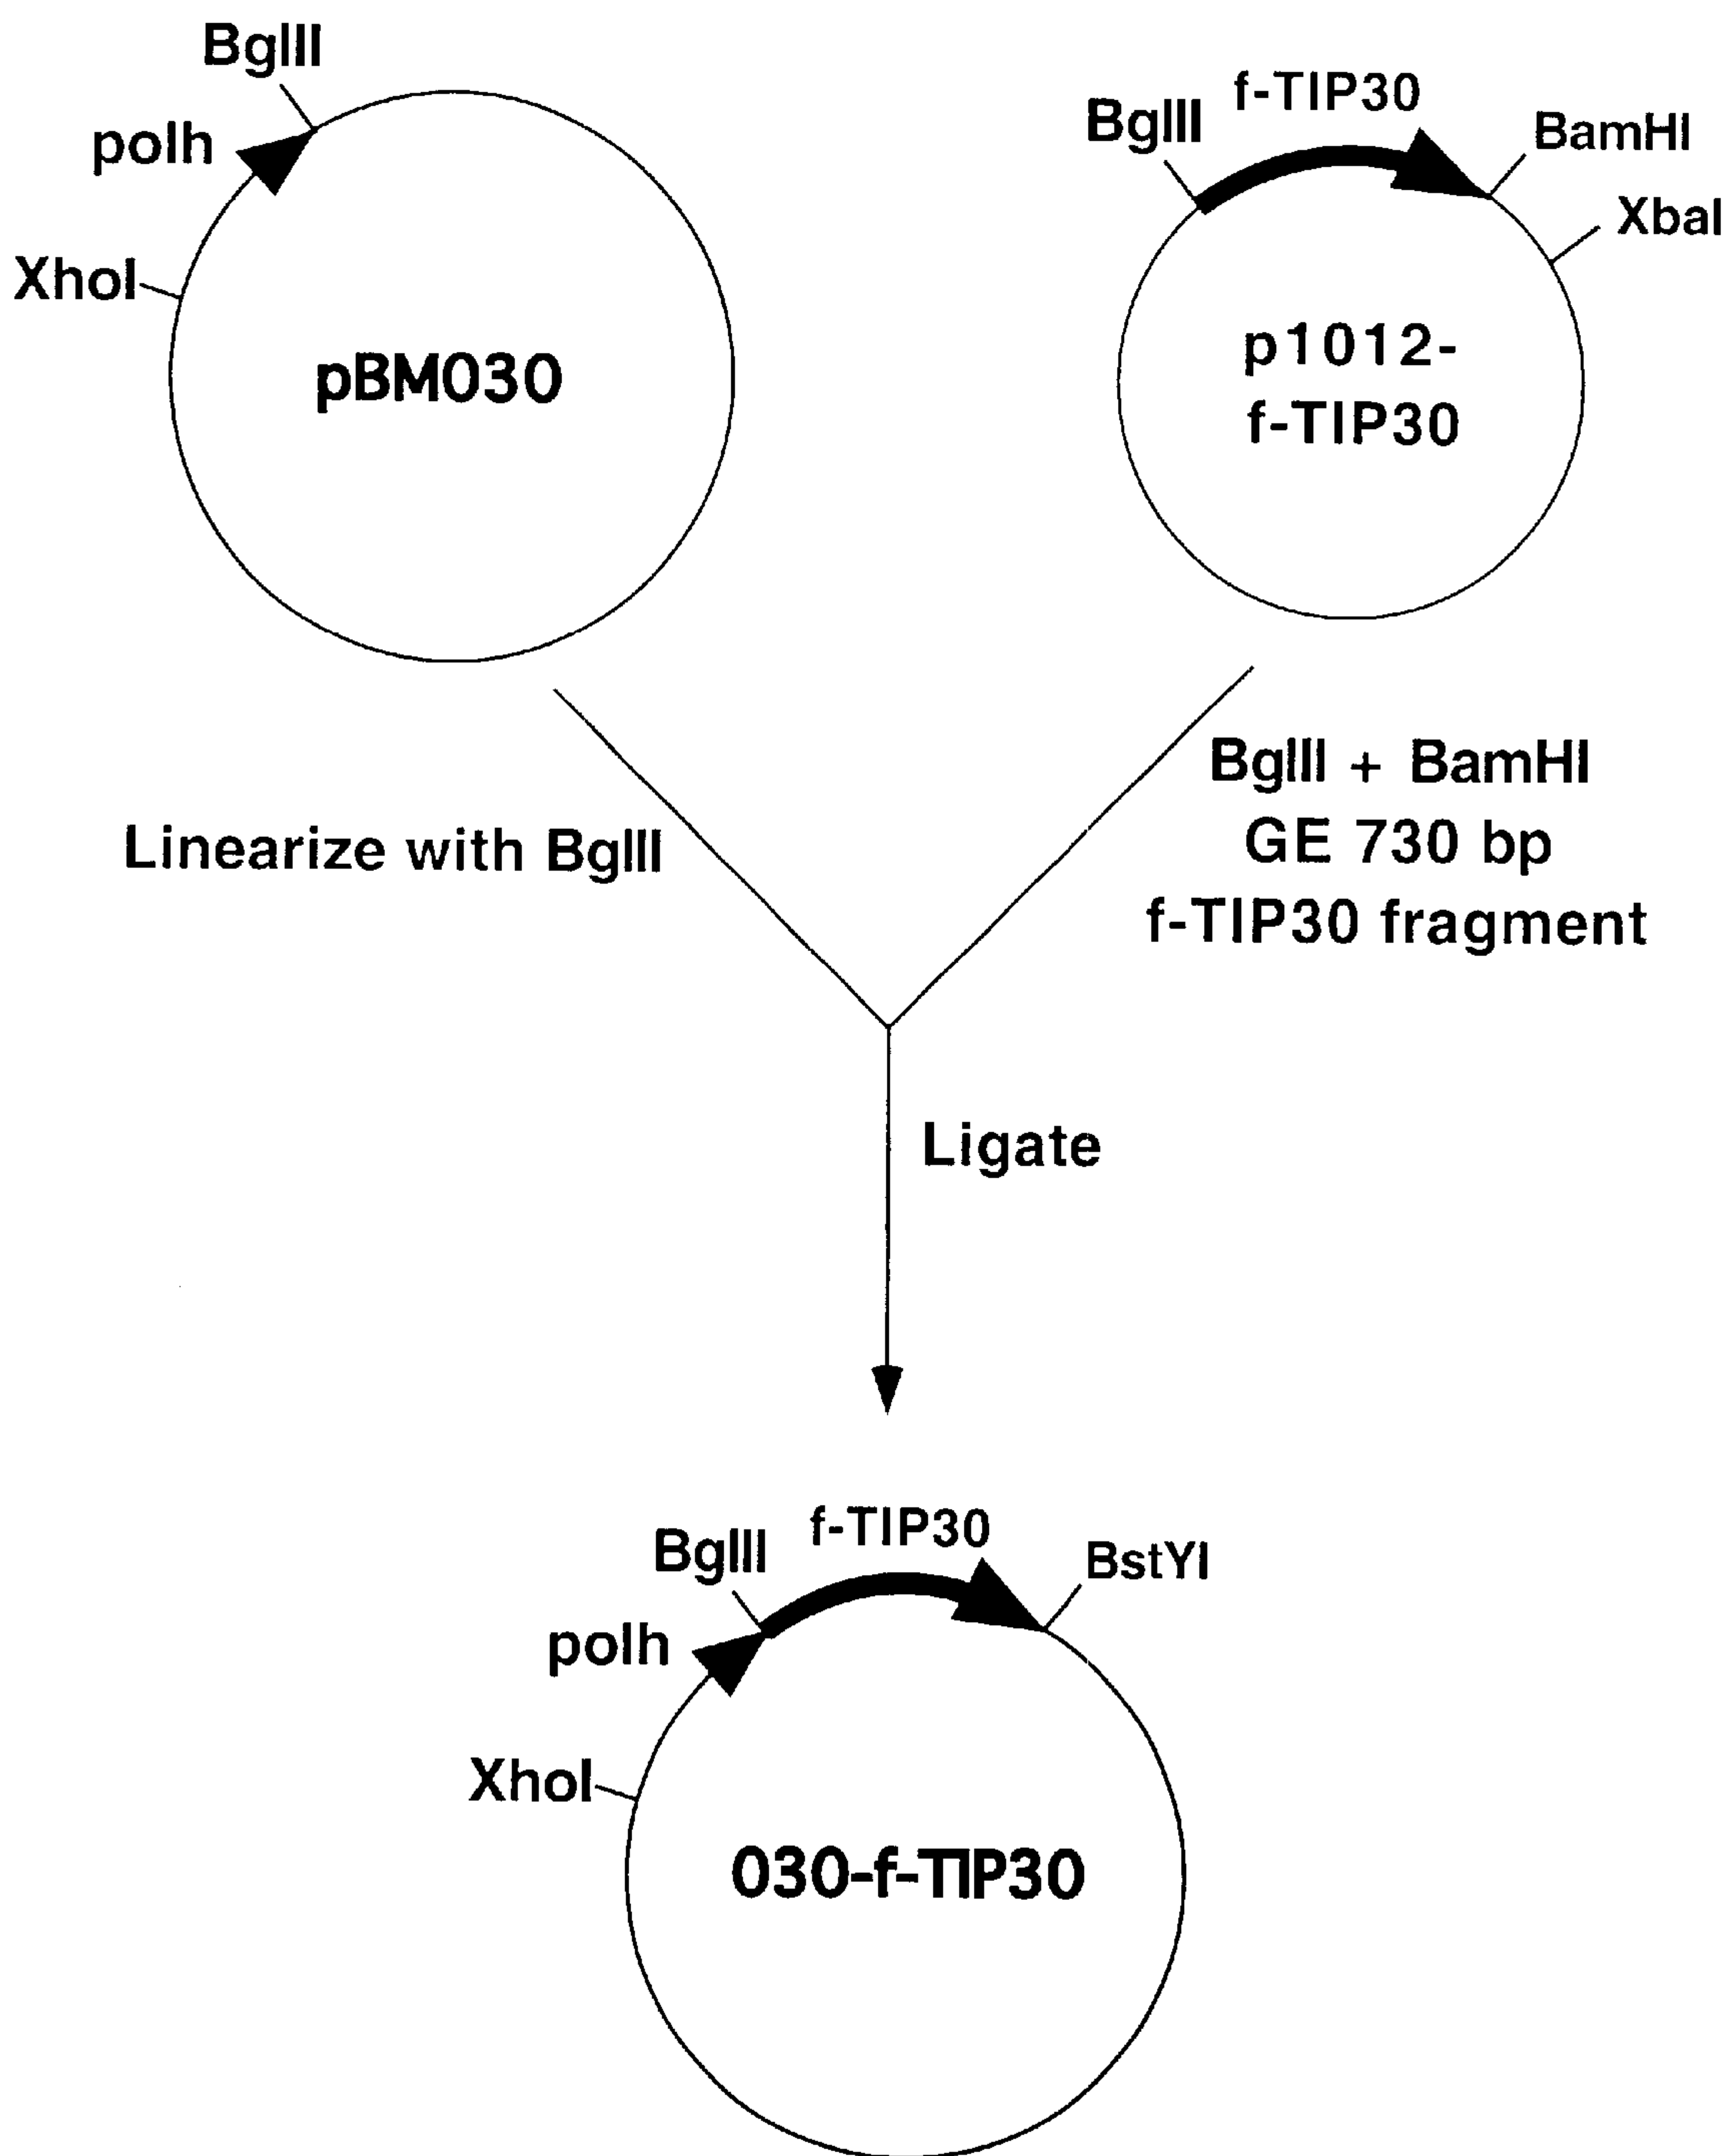 BglII
polh
XhoI
pBM030
f-TIP30
BglII
BamHI
XbaI
p1012-
f-TIP30
Linearize with BglII
BglII + BamHI
GE 730 bp
f-TIP30 fragment
Ligate
f-TIP30
BglII
BstYI
polh
XhoI
030-f-TIP30